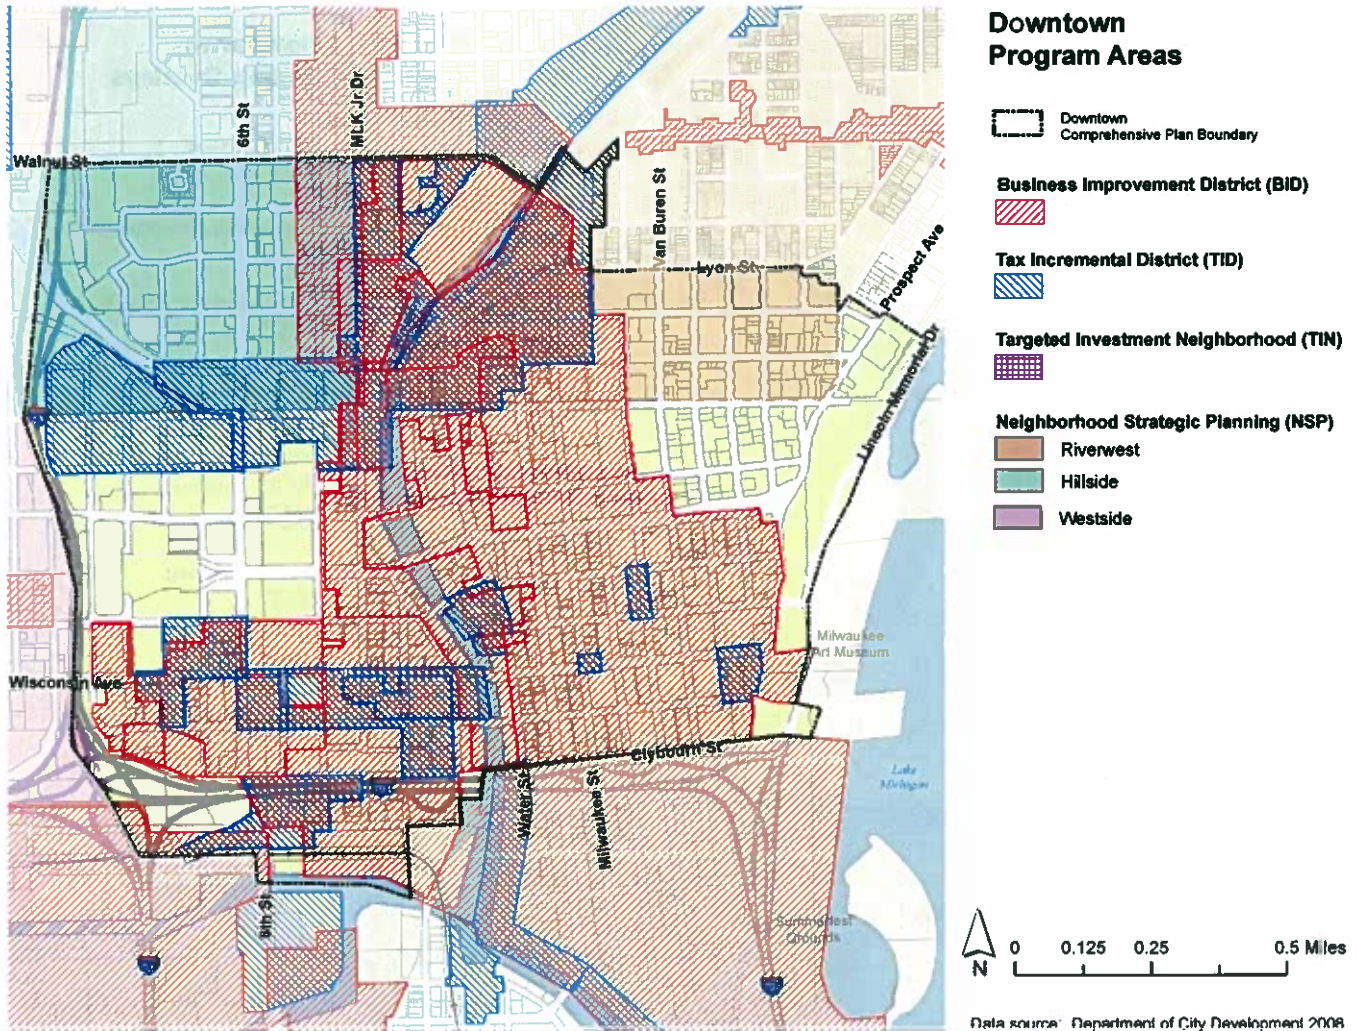 Downtown
Program Areas
Downtown
Comprehensive Plan Boundary
Business Improvement District (BID)
Tax Incremental District (TID)
Targeted Investment Neighborhood (TIN)
Neighborhood Strategic Planning (NSP)
Riverwest
Hillside
Westside
6th St
MLK Jr Dr
Walnut St
Van Buren St
Lyon St
Prospect Ave
Lincoln Memorial Dr
Milwaukee
Art Museum
Wisconsin Ave
Clybourn St
Lake
Michigan
Water St
Milwaukee St
6th St
Summerfest
Grounds
N
0 0.125 0.25 0.5 Miles
Data source: Department of City Development 2008